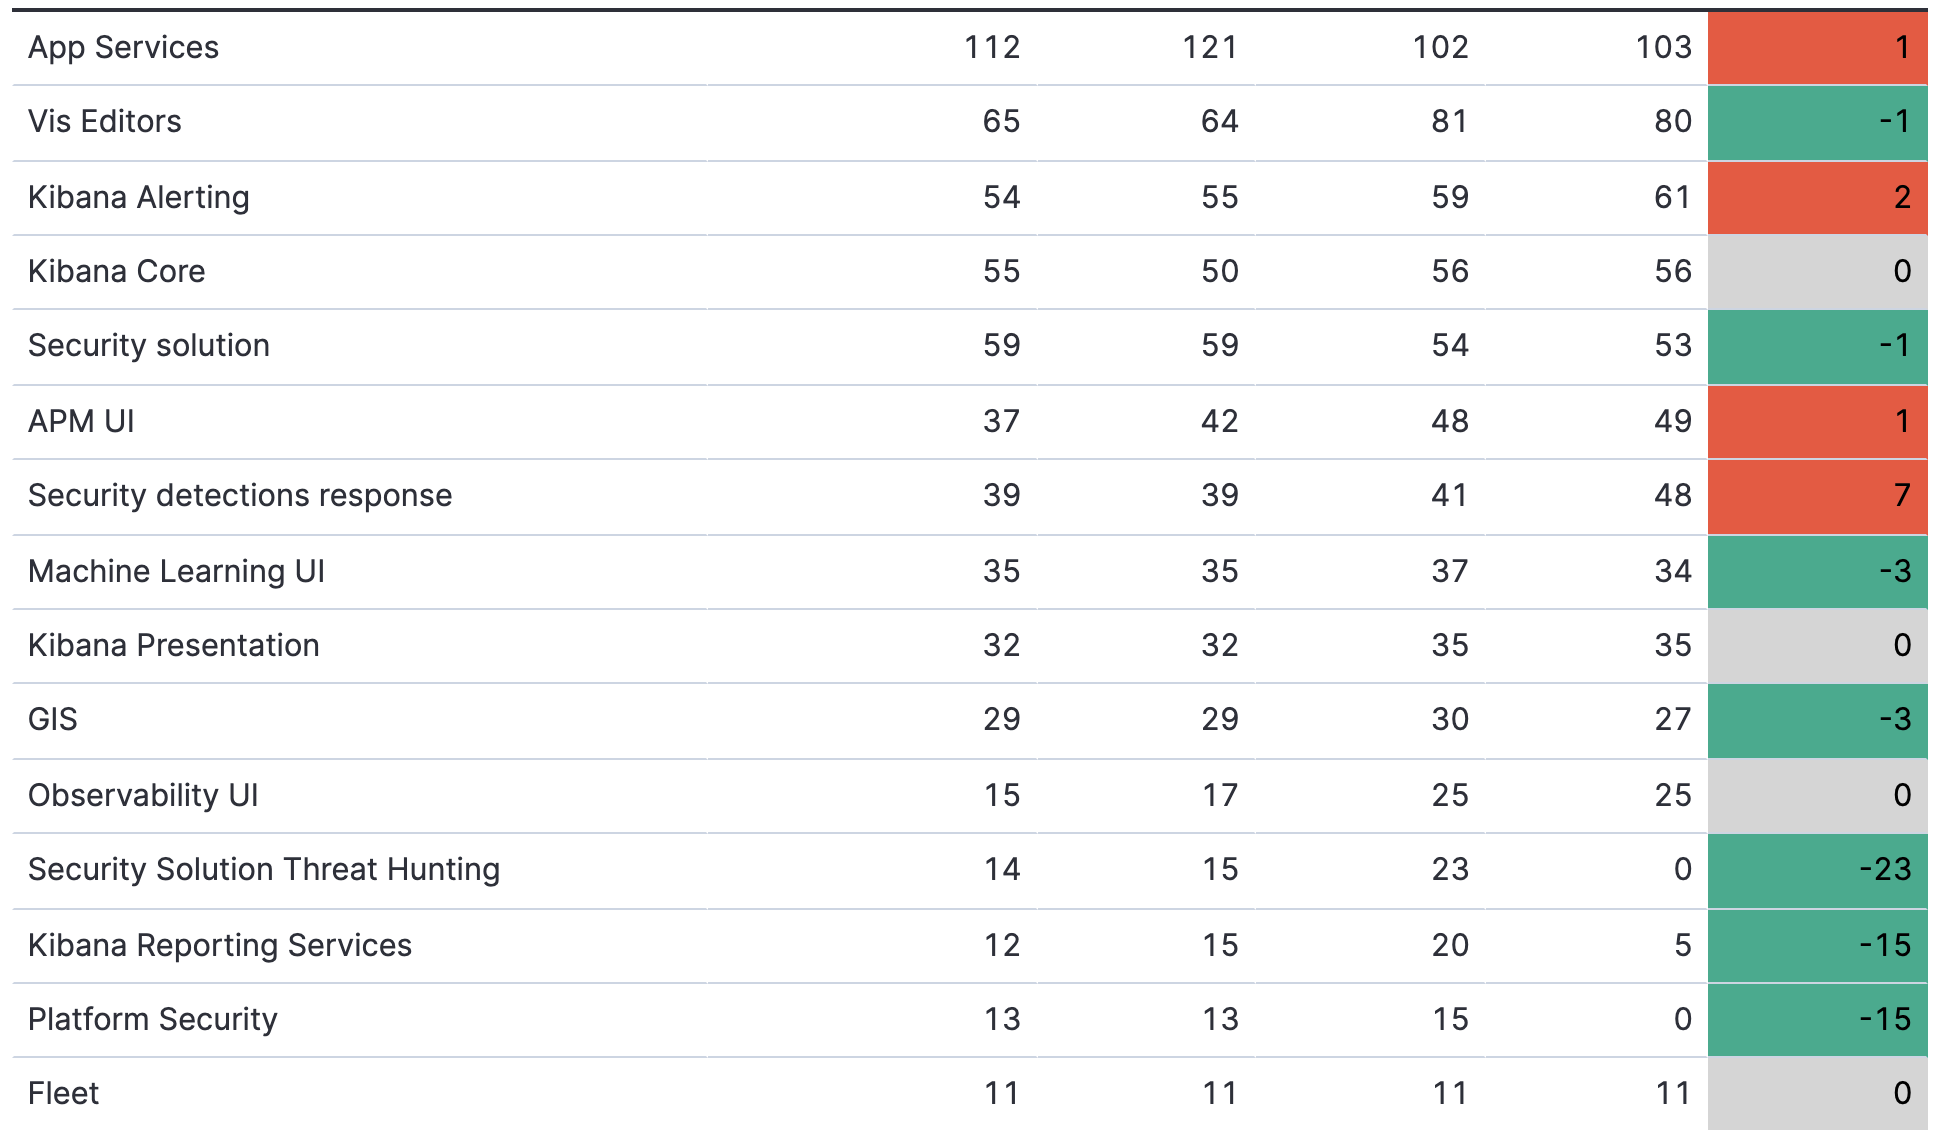 App Services 112 121 102 103 1
Vis Editors 65 64 81 80 -1
Kibana Alerting 54 55 59 61 2
Kibana Core 55 50 56 56 0
Security solution 59 59 54 53 -1
APM UI 37 42 48 49 1
Security detections response 39 39 41 48 7
Machine Learning UI 35 35 37 34 -3
Kibana Presentation 32 32 35 35 0
GIS 29 29 30 27 -3
Observability UI 15 17 25 25 0
Security Solution Threat Hunting 14 15 23 0 -23
Kibana Reporting Services 12 15 20 5 -15
Platform Security 13 13 15 0 -15
Fleet 11 11 11 11 0